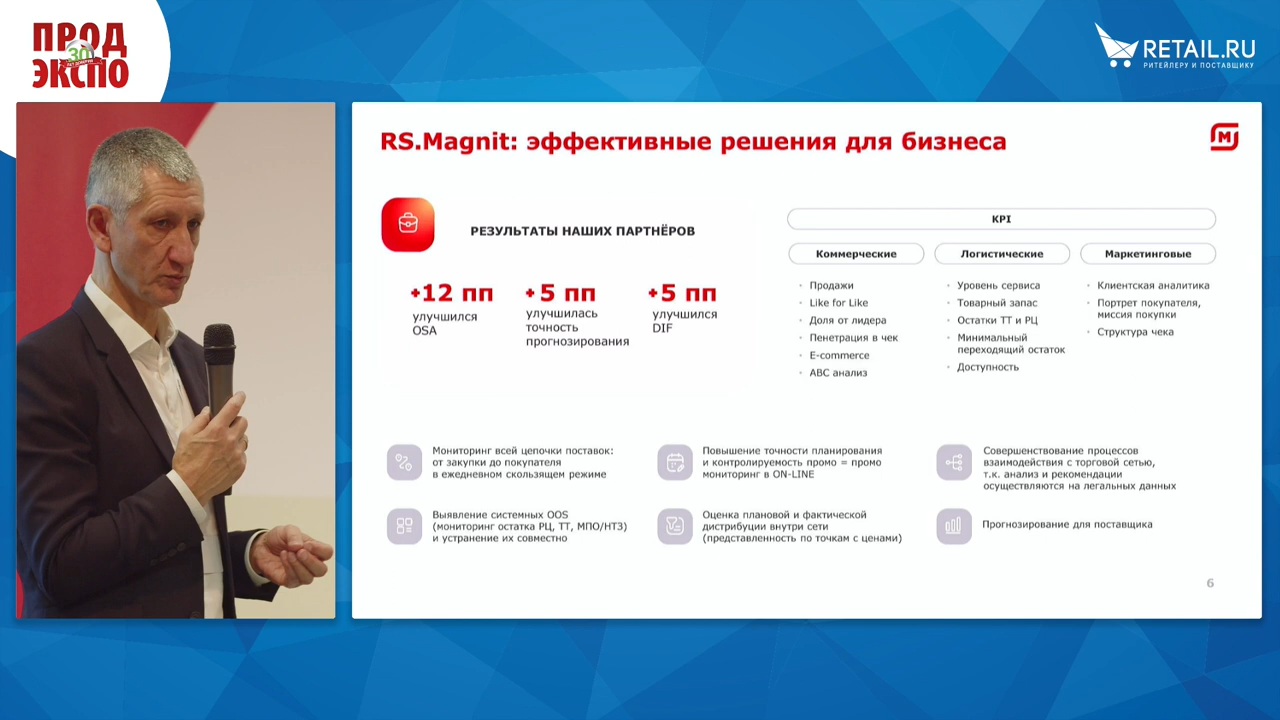 ПРОД
30
ЭКСПО
RETAIL.RU
РИТЕЙЛЕРУ И ПОСТАВЩИКУ
RS.Magnit: эффективные решения для бизнеса
М
РЕЗУЛЬТАТЫ НАШИХ ПАРТНЁРОВ
+12 пп
улучшился
OSA
+5 пп
улучшилась
точность
прогнозирования
+5 пп
улучшился
DIF
KPI
Коммерческие
• Продажи
• Like for Like
• Доля от лидера
• Пенетрация в чек
• E-commerce
• ABC анализ
Логистические
• Уровень сервиса
• Товарный запас
• Остатки ТТ и РЦ
• Минимальный
переходящий остаток
• Доступность
Маркетинговые
• Клиентская аналитика
• Портрет покупателя,
миссия покупки
• Структура чека
Мониторинг всей цепочки поставок:
от закупки до покупателя
в ежедневном скользящем режиме
Повышение точности планирования
и контролируемость промо = промо
мониторинг в ON-LINE
Совершенствование процессов
взаимодействия с торговой сетью,
т.к. анализ и рекомендации
осуществляются на легальных данных
Выявление системных OOS
(мониторинг остатка РЦ, ТТ, МПО/НТЗ)
и устранение их совместно
Оценка плановой и фактической
дистрибуции внутри сети
(представленность по точкам с ценами)
Прогнозирование для поставщика
6